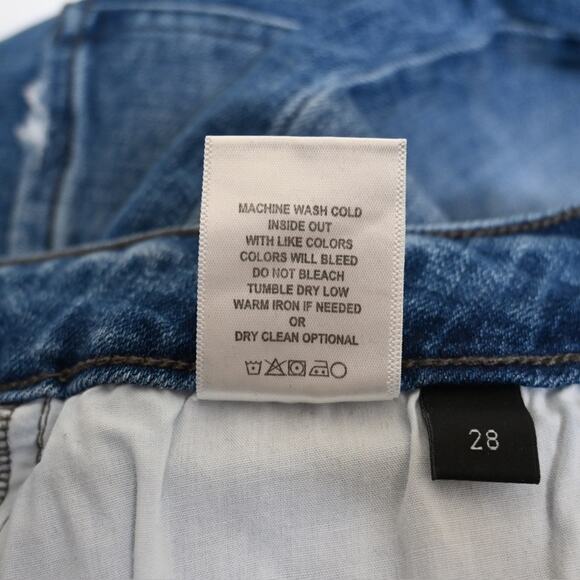 MACHINE WASH COLD
INSIDE OUT
WITH LIKE COLORS
COLORS WILL BLEED
DO NOT BLEACH
TUMBLE DRY LOW
WARM IRON IF NEEDED
OR
DRY CLEAN OPTIONAL
28